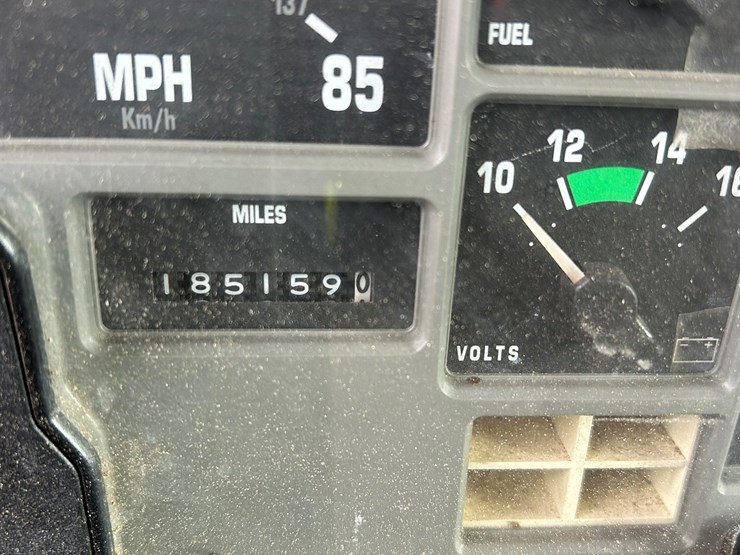 137
MPH
85
Km/h
FUEL
MILES
1851590
10 12 14 16
VOLTS
- +